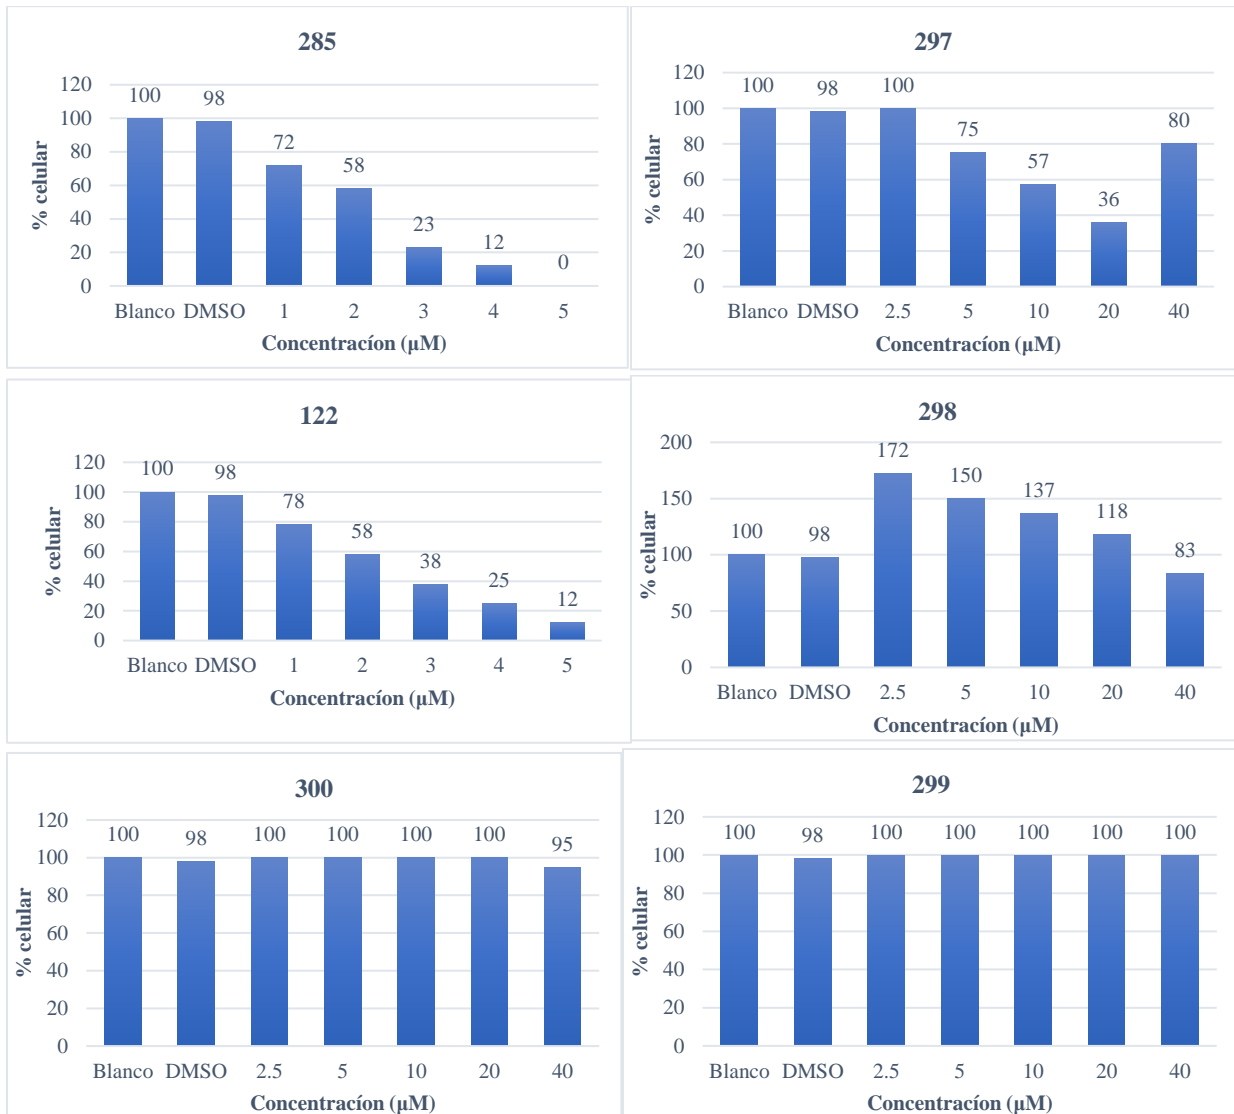 285
% celular
120
100
80
60
40
20
0
100 98 72 58 23 12 0
Blanco DMSO 1 2 3 4 5
Concentracíon (µM)
297
% celular
120
100
80
60
40
20
0
100 98 100 75 57 36 80
Blanco DMSO 2.5 5 10 20 40
Concentracíon (µM)
122
% celular
120
100
80
60
40
20
0
100 98 78 58 38 25 12
Blanco DMSO 1 2 3 4 5
Concentracíon (µM)
298
% celular
200
150
100
50
0
100 98 172 150 137 118 83
Blanco DMSO 2.5 5 10 20 40
Concentracíon (µM)
300
% celular
120
100
80
60
40
20
0
100 98 100 100 100 100 95
Blanco DMSO 2.5 5 10 20 40
Concentracíon (µM)
299
% celular
120
100
80
60
40
20
0
100 98 100 100 100 100 100
Blanco DMSO 2.5 5 10 20 40
Concentracíon (µM)